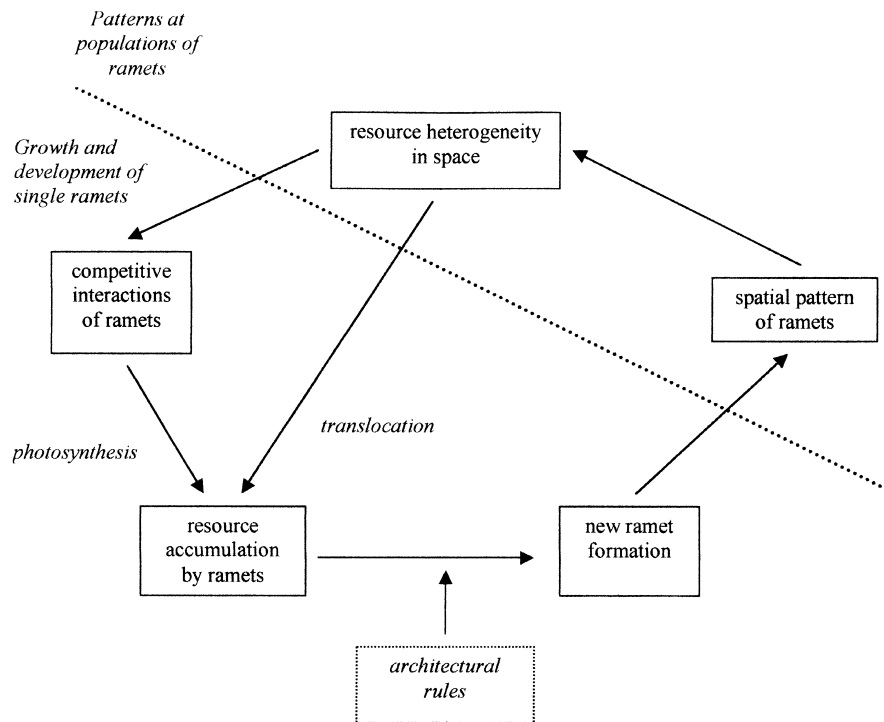 Patterns at
populations of
ramets
resource heterogeneity
in space
Growth and
development of
single ramets
competitive
interactions
of ramets
spatial pattern
of ramets
translocation
photosynthesis
resource
accumulation
by ramets
new ramet
formation
architectural
rules